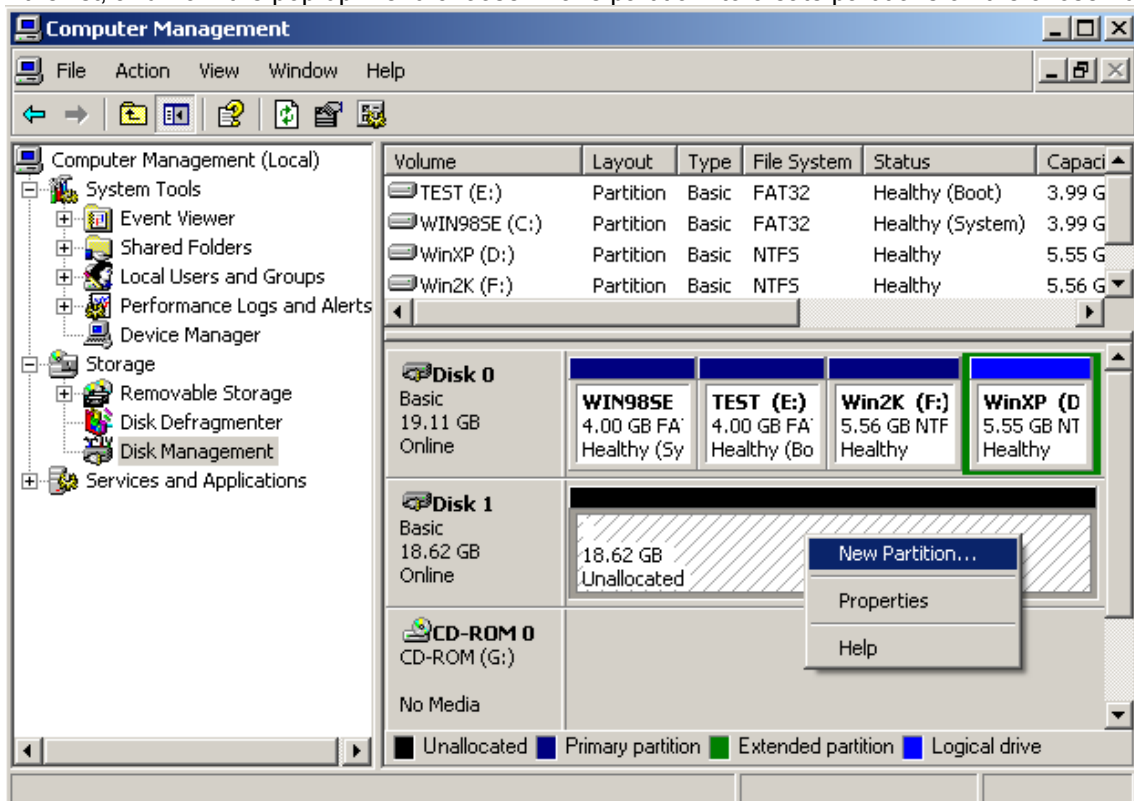 Computer Management
File Action View Window Help
Computer Management (Local)
System Tools
Event Viewer
Shared Folders
Local Users and Groups
Performance Logs and Alerts
Device Manager
Storage
Removable Storage
Disk Defragmenter
Disk Management
Services and Applications
Volume Layout Type File System Status Capaci
TEST (E:) Partition Basic FAT32 Healthy (Boot) 3.99 G
WIN98SE (C:) Partition Basic FAT32 Healthy (System) 3.99 G
WinXP (D:) Partition Basic NTFS Healthy 5.55 G
Win2K (F:) Partition Basic NTFS Healthy 5.56 G
Disk 0
Basic
19.11 GB
Online
WIN98SE
4.00 GB FA
Healthy (Sy
TEST (E:)
4.00 GB FA
Healthy (Bo
Win2K (F:)
5.56 GB NTF
Healthy
WinXP (D
5.55 GB NT
Healthy
Disk 1
Basic
18.62 GB
Online
18.62 GB
Unallocated
New Partition...
Properties
Help
CD-ROM 0
CD-ROM (G:)
No Media
Unallocated Primary partition Extended partition Logical drive